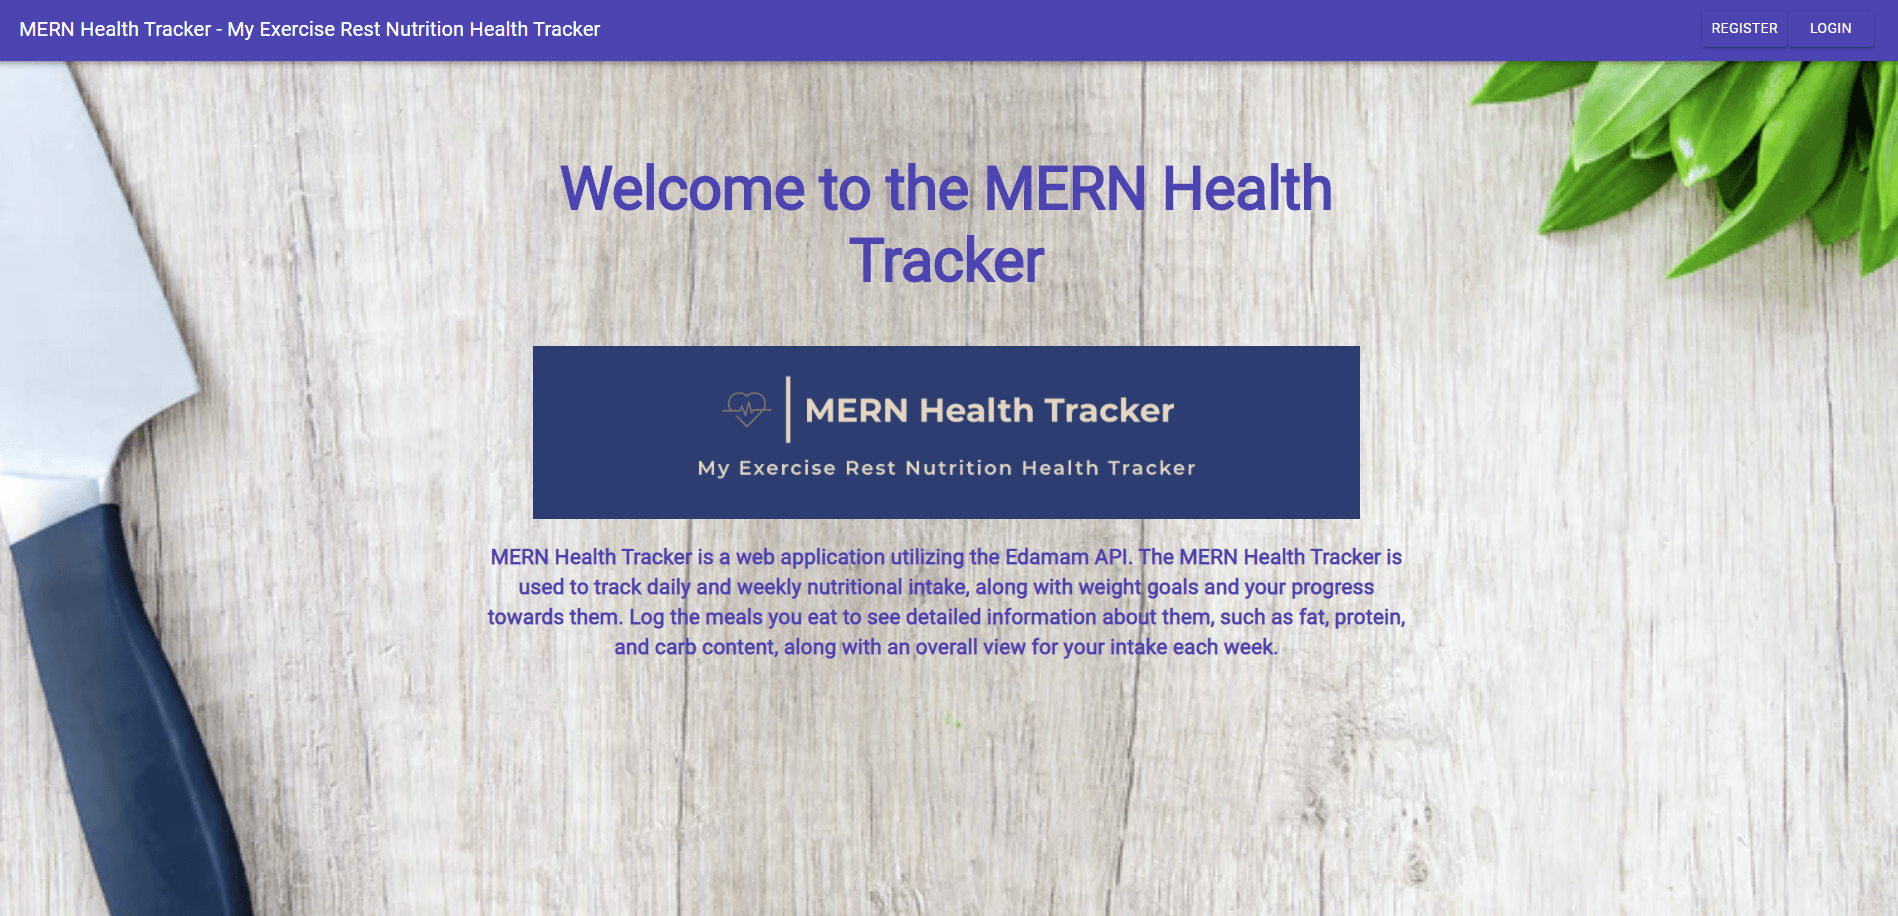 MERN Health Tracker - My Exercise Rest Nutrition Health Tracker
REGISTER
LOGIN
Welcome to the MERN Health
Tracker
MERN Health Tracker
My Exercise Rest Nutrition Health Tracker
MERN Health Tracker is a web application utilizing the Edamam API. The MERN Health Tracker is
used to track daily and weekly nutritional intake, along with weight goals and your progress
towards them. Log the meals you eat to see detailed information about them, such as fat, protein,
and carb content, along with an overall view for your intake each week.